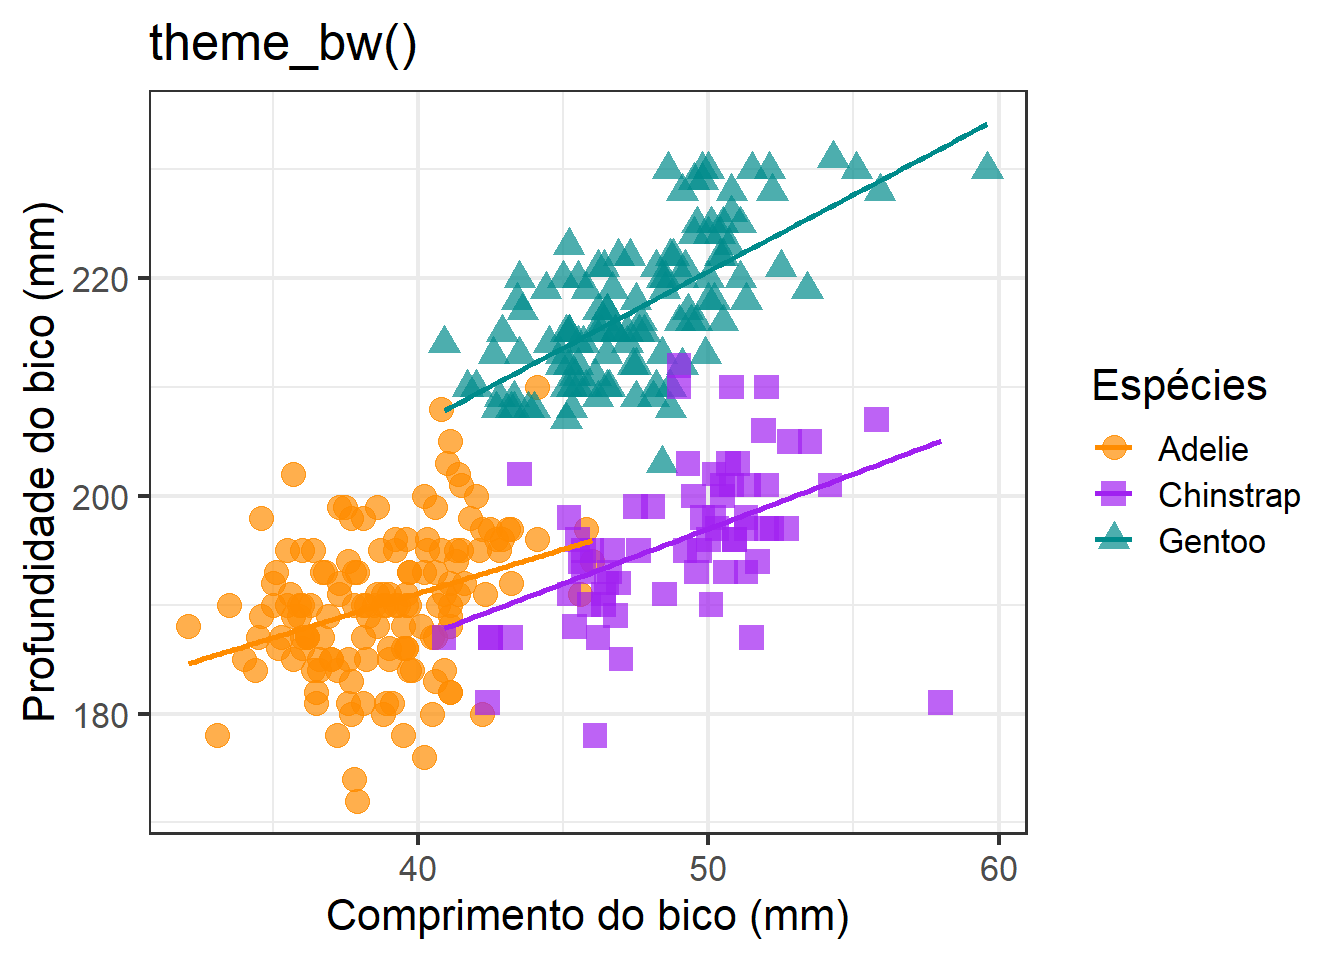 theme_bw()
Profundidade do bico (mm)
220
200
180
40 50 60
Comprimento do bico (mm)
Espécies
Adelie
Chinstrap
Gentoo